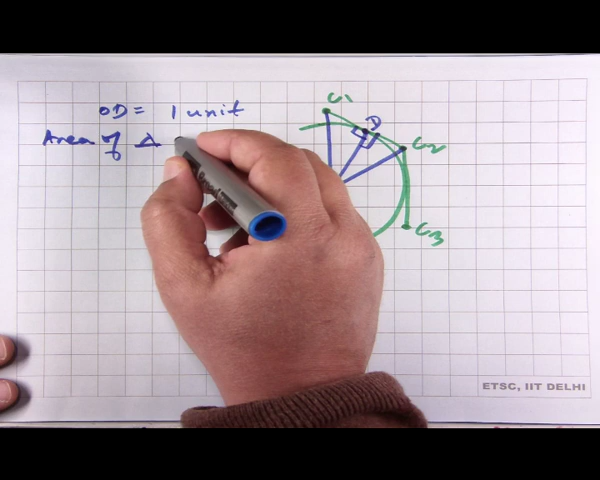 OD = 1 unit
Area of Δ
C1
D
C2
C3
ETSC, IIT DELHI